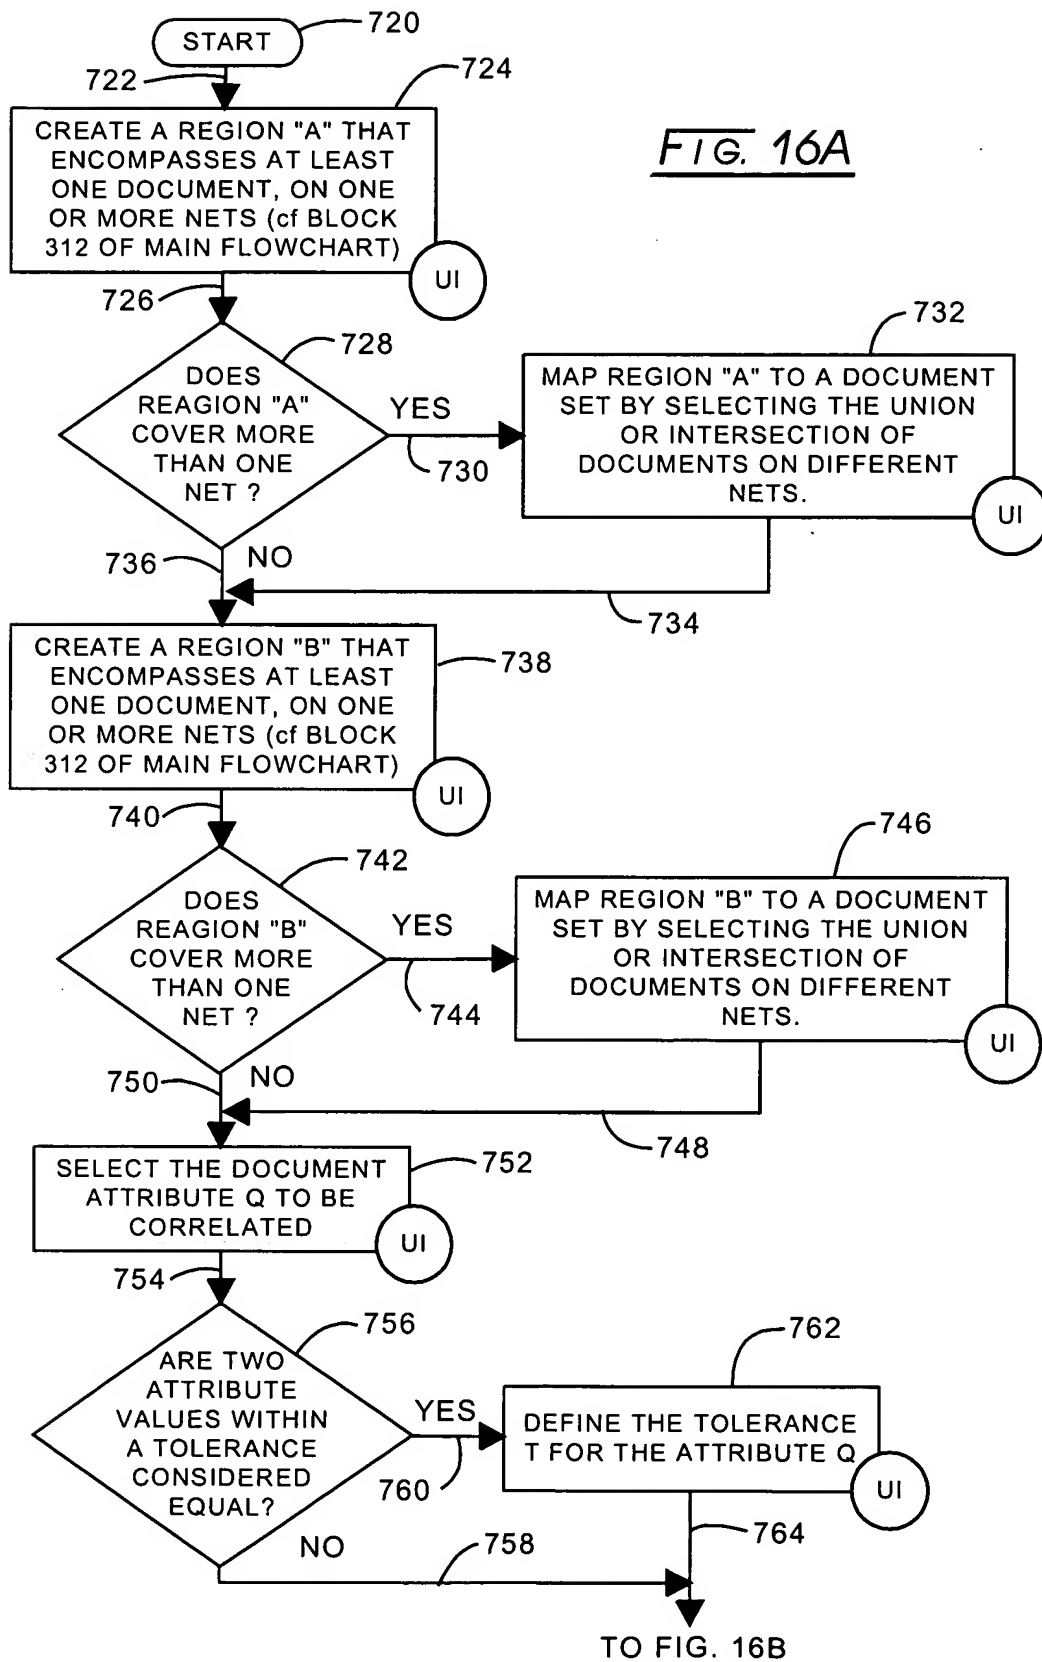 720
START
722
724
FIG. 16A
CREATE A REGION "A" THAT
ENCOMPASSES AT LEAST
ONE DOCUMENT, ON ONE
OR MORE NETS (cf BLOCK
312 OF MAIN FLOWCHART)
UI
726
728
732
DOES
REAGION "A"
COVER MORE
THAN ONE
NET ?
YES
730
MAP REGION "A" TO A DOCUMENT
SET BY SELECTING THE UNION
OR INTERSECTION OF
DOCUMENTS ON DIFFERENT
NETS.
UI
736
NO
734
CREATE A REGION "B" THAT
ENCOMPASSES AT LEAST
ONE DOCUMENT, ON ONE
OR MORE NETS (cf BLOCK
312 OF MAIN FLOWCHART)
738
UI
740
742
746
DOES
REAGION "B"
COVER MORE
THAN ONE
NET ?
YES
744
MAP REGION "B" TO A DOCUMENT
SET BY SELECTING THE UNION
OR INTERSECTION OF
DOCUMENTS ON DIFFERENT
NETS.
UI
750
NO
748
SELECT THE DOCUMENT
ATTRIBUTE Q TO BE
CORRELATED
752
UI
754
756
762
ARE TWO
ATTRIBUTE
VALUES WITHIN
A TOLERANCE
CONSIDERED
EQUAL?
YES
760
DEFINE THE TOLERANCE
T FOR THE ATTRIBUTE Q
UI
NO
758
764
TO FIG. 16B